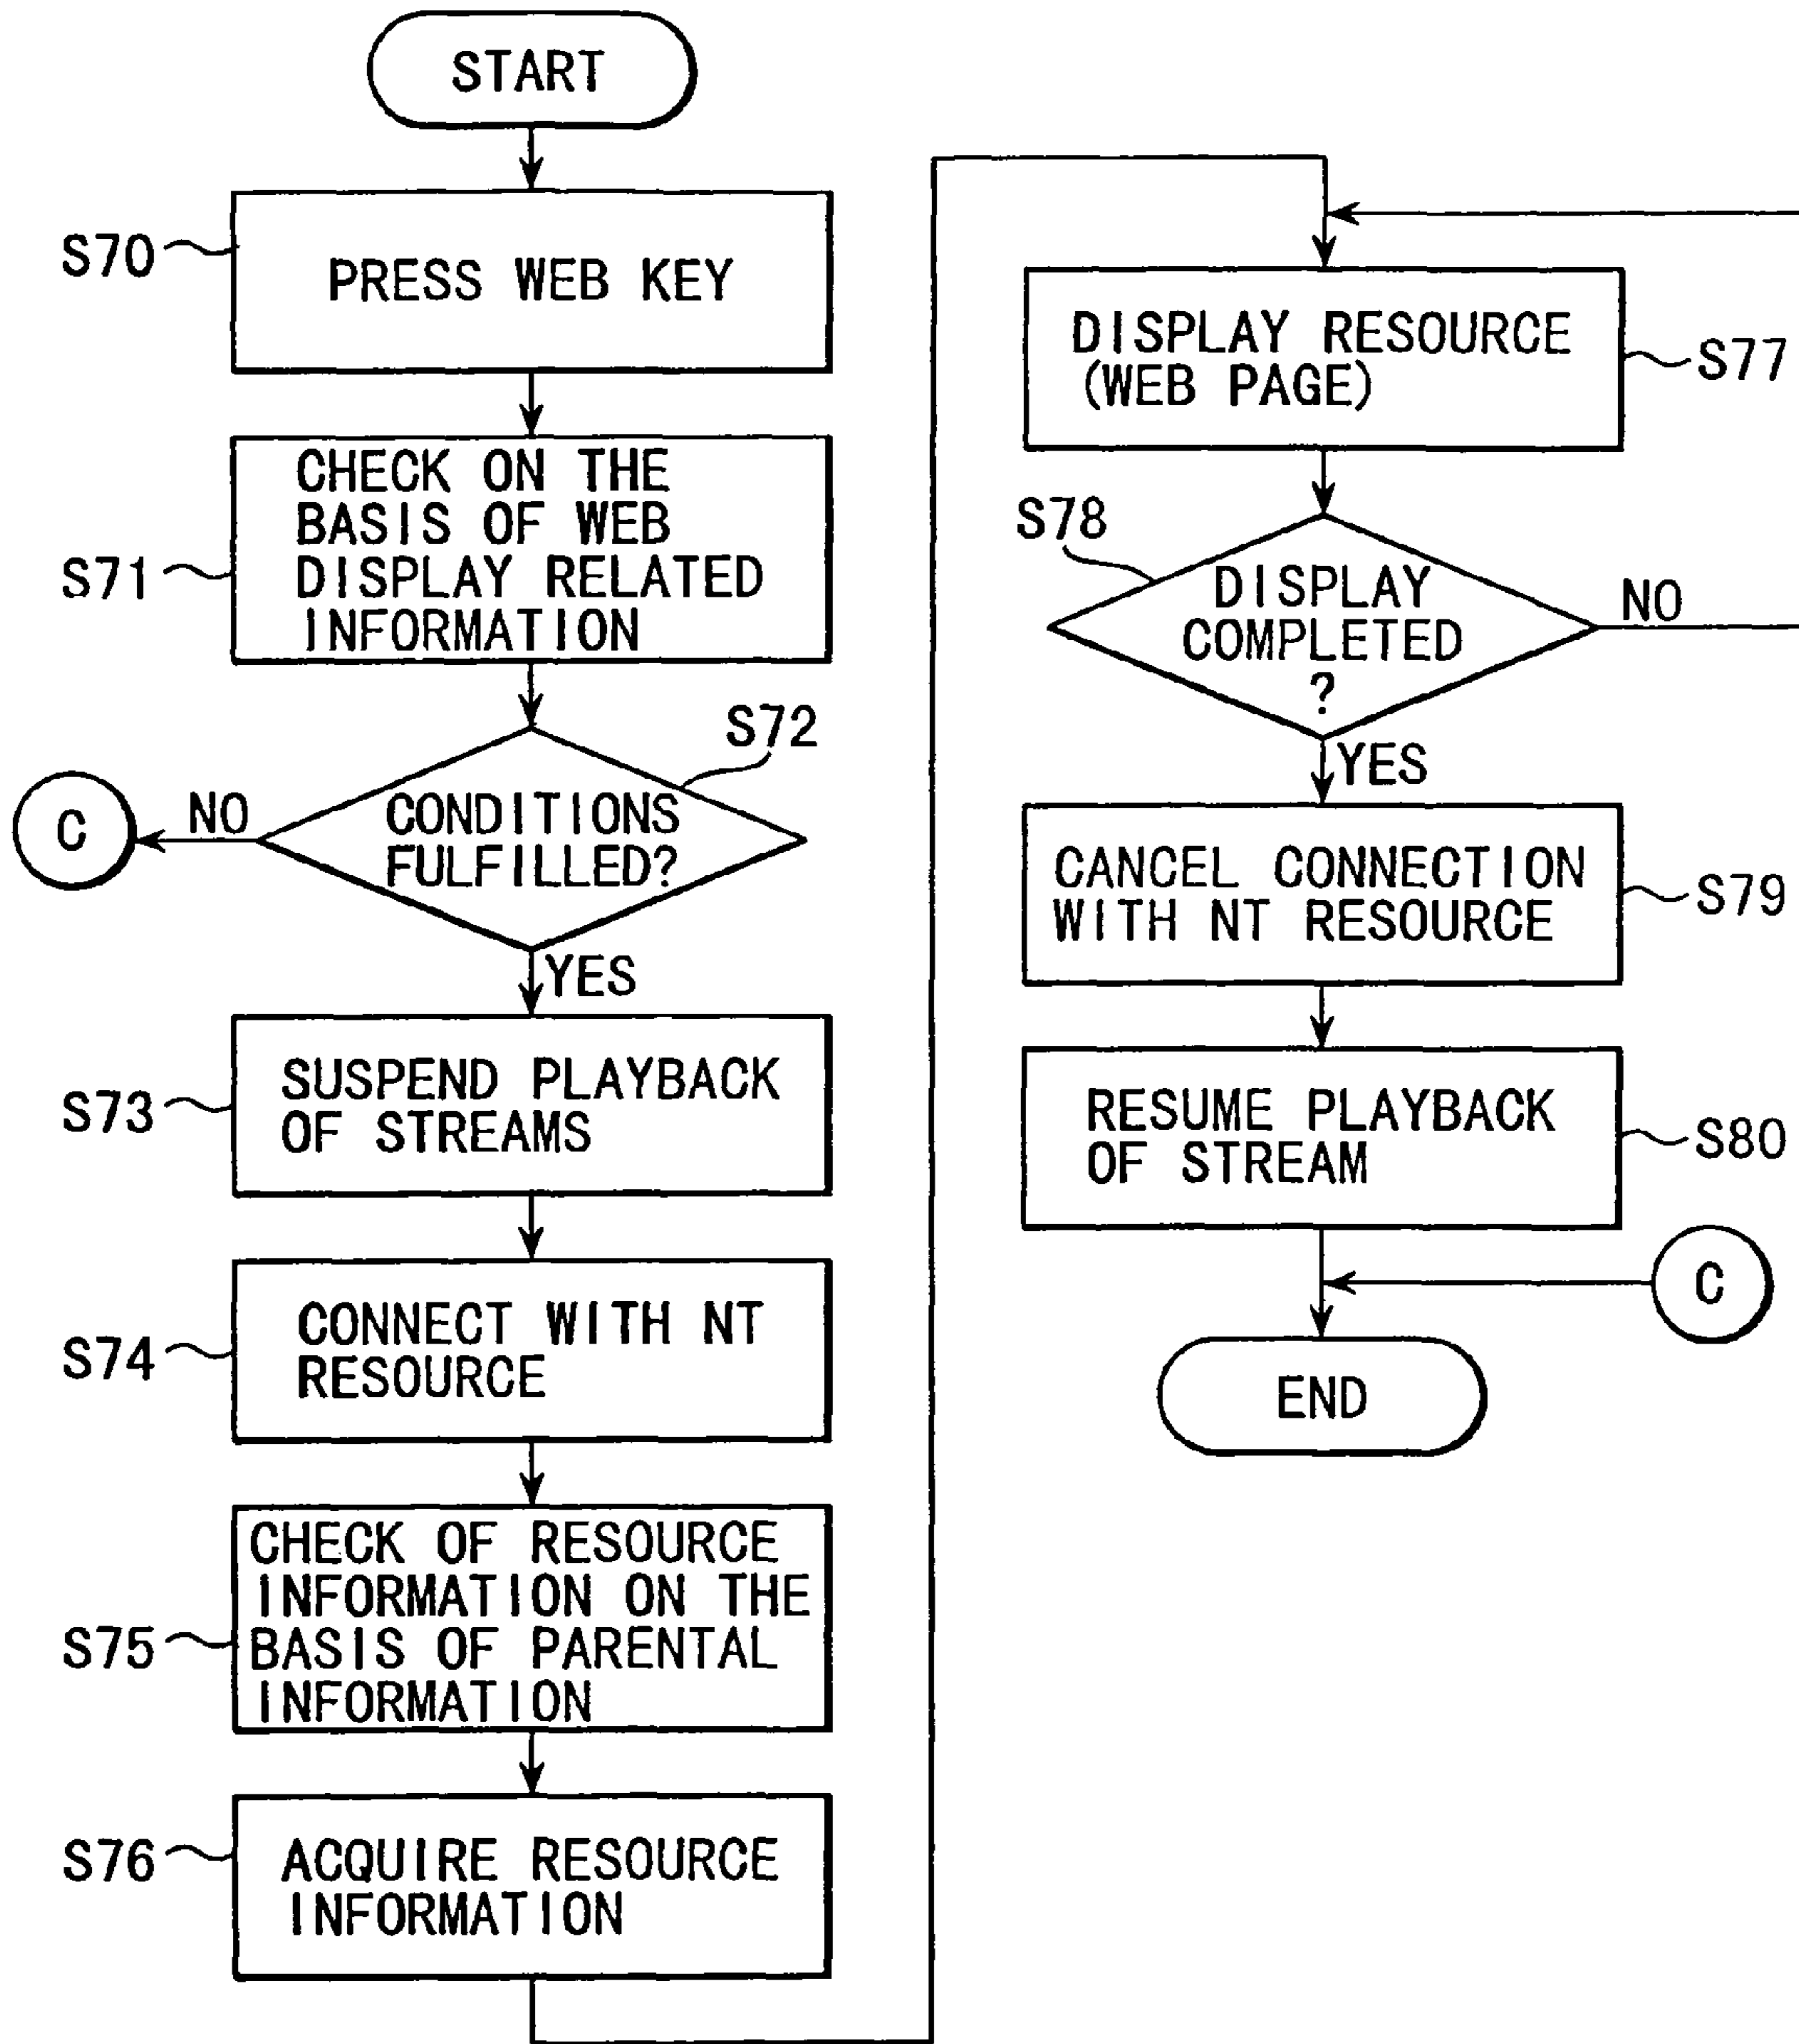 START
S70
PRESS WEB KEY
S71
CHECK ON THE
BASIS OF WEB
DISPLAY RELATED
INFORMATION
S72
CONDITIONS
FULFILLED?
NO
C
YES
S73
SUSPEND PLAYBACK
OF STREAMS
S74
CONNECT WITH NT
RESOURCE
S75
CHECK OF RESOURCE
INFORMATION ON THE
BASIS OF PARENTAL
INFORMATION
S76
ACQUIRE RESOURCE
INFORMATION
DISPLAY RESOURCE
(WEB PAGE)
S77
S78
DISPLAY
COMPLETED
?
NO
YES
CANCEL CONNECTION
WITH NT RESOURCE
S79
RESUME PLAYBACK
OF STREAM
S80
C
END